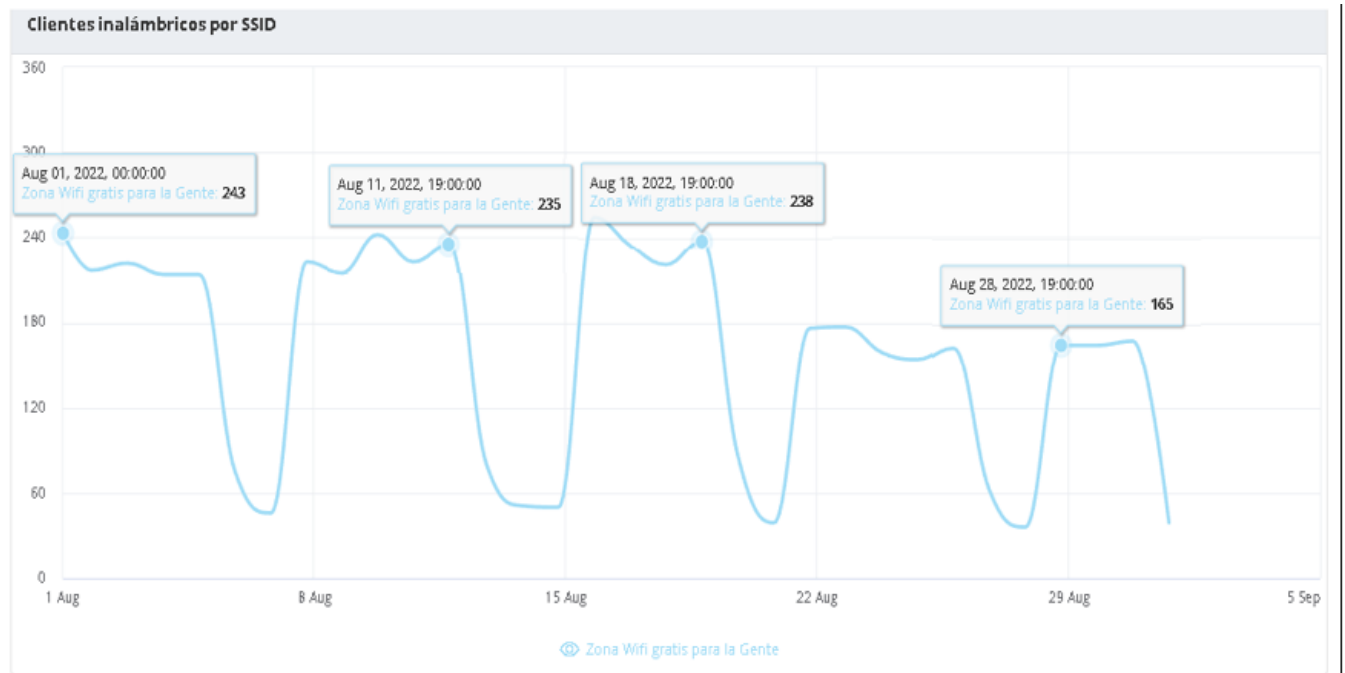 Clientes inalámbricos por SSID
360
300
Aug 01, 2022, 00:00:00
Zona Wifi gratis para la Gente: 243
Aug 11, 2022, 19:00:00
Zona Wifi gratis para la Gente: 235
Aug 18, 2022, 19:00:00
Zona Wifi gratis para la Gente: 238
240
Aug 28, 2022, 19:00:00
Zona Wifi gratis para la Gente: 165
180
120
60
0
1 Aug 8 Aug 15 Aug 22 Aug 29 Aug 5 Sep
Zona Wifi gratis para la Gente